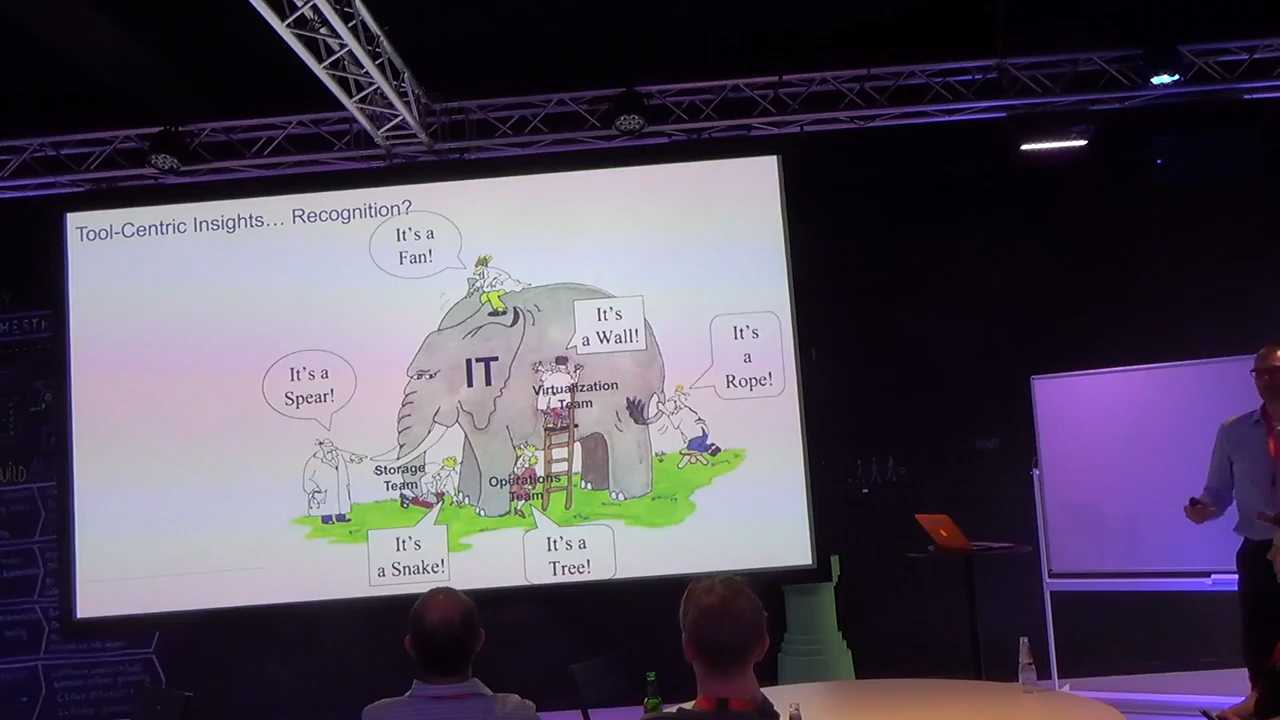 Tool-Centric Insights… Recognition?
It's a
Fan!
It's
a Wall!
It's
a
Rope!
It's a
Spear!
IT
Virtualization
Team
Storage
Team
Operations
Team
It's
a Snake!
It's a
Tree!